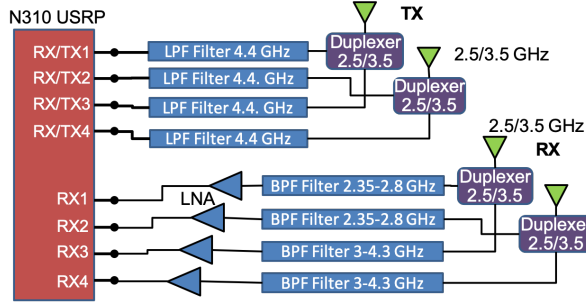 N310 USRP
TX
RX/TX1
LPF Filter 4.4 GHz
Duplexer
2.5/3.5
2.5/3.5 GHz
RX/TX2
LPF Filter 4.4. GHz
Duplexer
2.5/3.5
RX/TX3
LPF Filter 4.4. GHz
RX/TX4
LPF Filter 4.4 GHz
2.5/3.5 GHz
RX
Duplexer
2.5/3.5
RX1
LNA
BPF Filter 2.35-2.8 GHz
RX2
BPF Filter 2.35-2.8 GHz
Duplexer
2.5/3.5
RX3
BPF Filter 3-4.3 GHz
RX4
BPF Filter 3-4.3 GHz